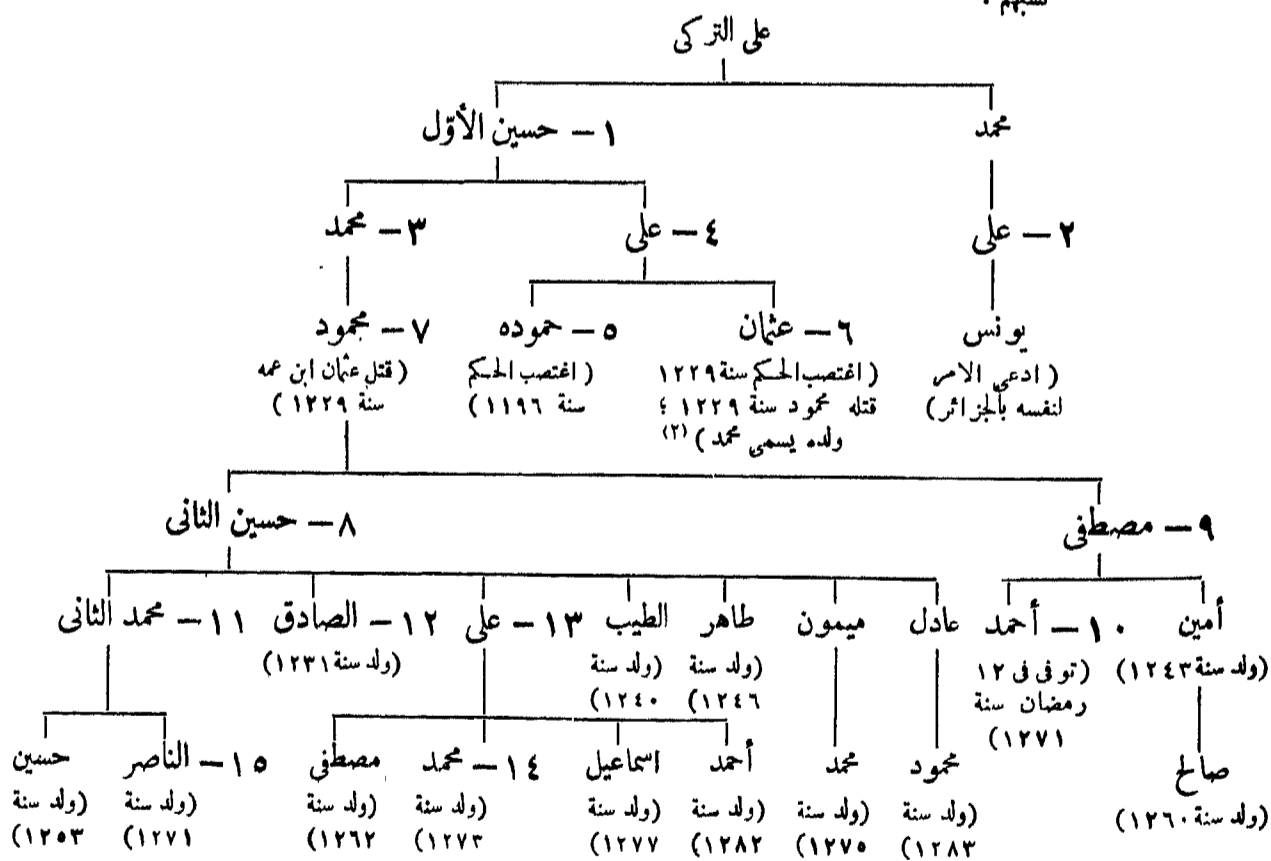 نسبهم .
على التركى
١ – حسين الأوّل
محمد
٣ – محمد
٤ – على
٢ – على
٧ – محمود
٥ – حموده
٦ – عثمان
يونس
( قتل عثمان ابن عمه
سنة ١٢٢٩ )
( اغتصب الحكم
سنة ١١٩٦ )
( اغتصب الحكم سنة ١٢٢٩
قتله محمود سنة ١٢٢٩ ؛
ولده يسمى محمد ) (٢)
( ادعى الامر
لنفسه بالجزائر )
٨ – حسين الثانى
٩ – مصطفى
١١ – محمد الثانى
١٢ – الصادق
(ولد سنة ١٢٣١)
١٣ – على
الطيب
(ولد سنة
١٢٤٠)
طاهر
(ولد سنة
١٢٤٦)
ميمون
عادل
١٠ – أحمد
(توفى فى ١٢
رمضان سنة
١٢٧١)
أمين
(ولد سنة ١٢٤٣)
حسين
(ولد سنة
١٢٥٣)
١٥ – الناصر
(ولد سنة
١٢٧١)
مصطفى
(ولد سنة
١٢٦٢)
١٤ – محمد
(ولد سنة
١٢٧٣)
اسماعيل
(ولد سنة
١٢٧٧)
أحمد
(ولد سنة
١٢٨٢)
محمد
(ولد سنة
١٢٧٥)
محمود
(ولد سنة
١٢٨٣)
صالح
(ولد سنة ١٢٦٠)